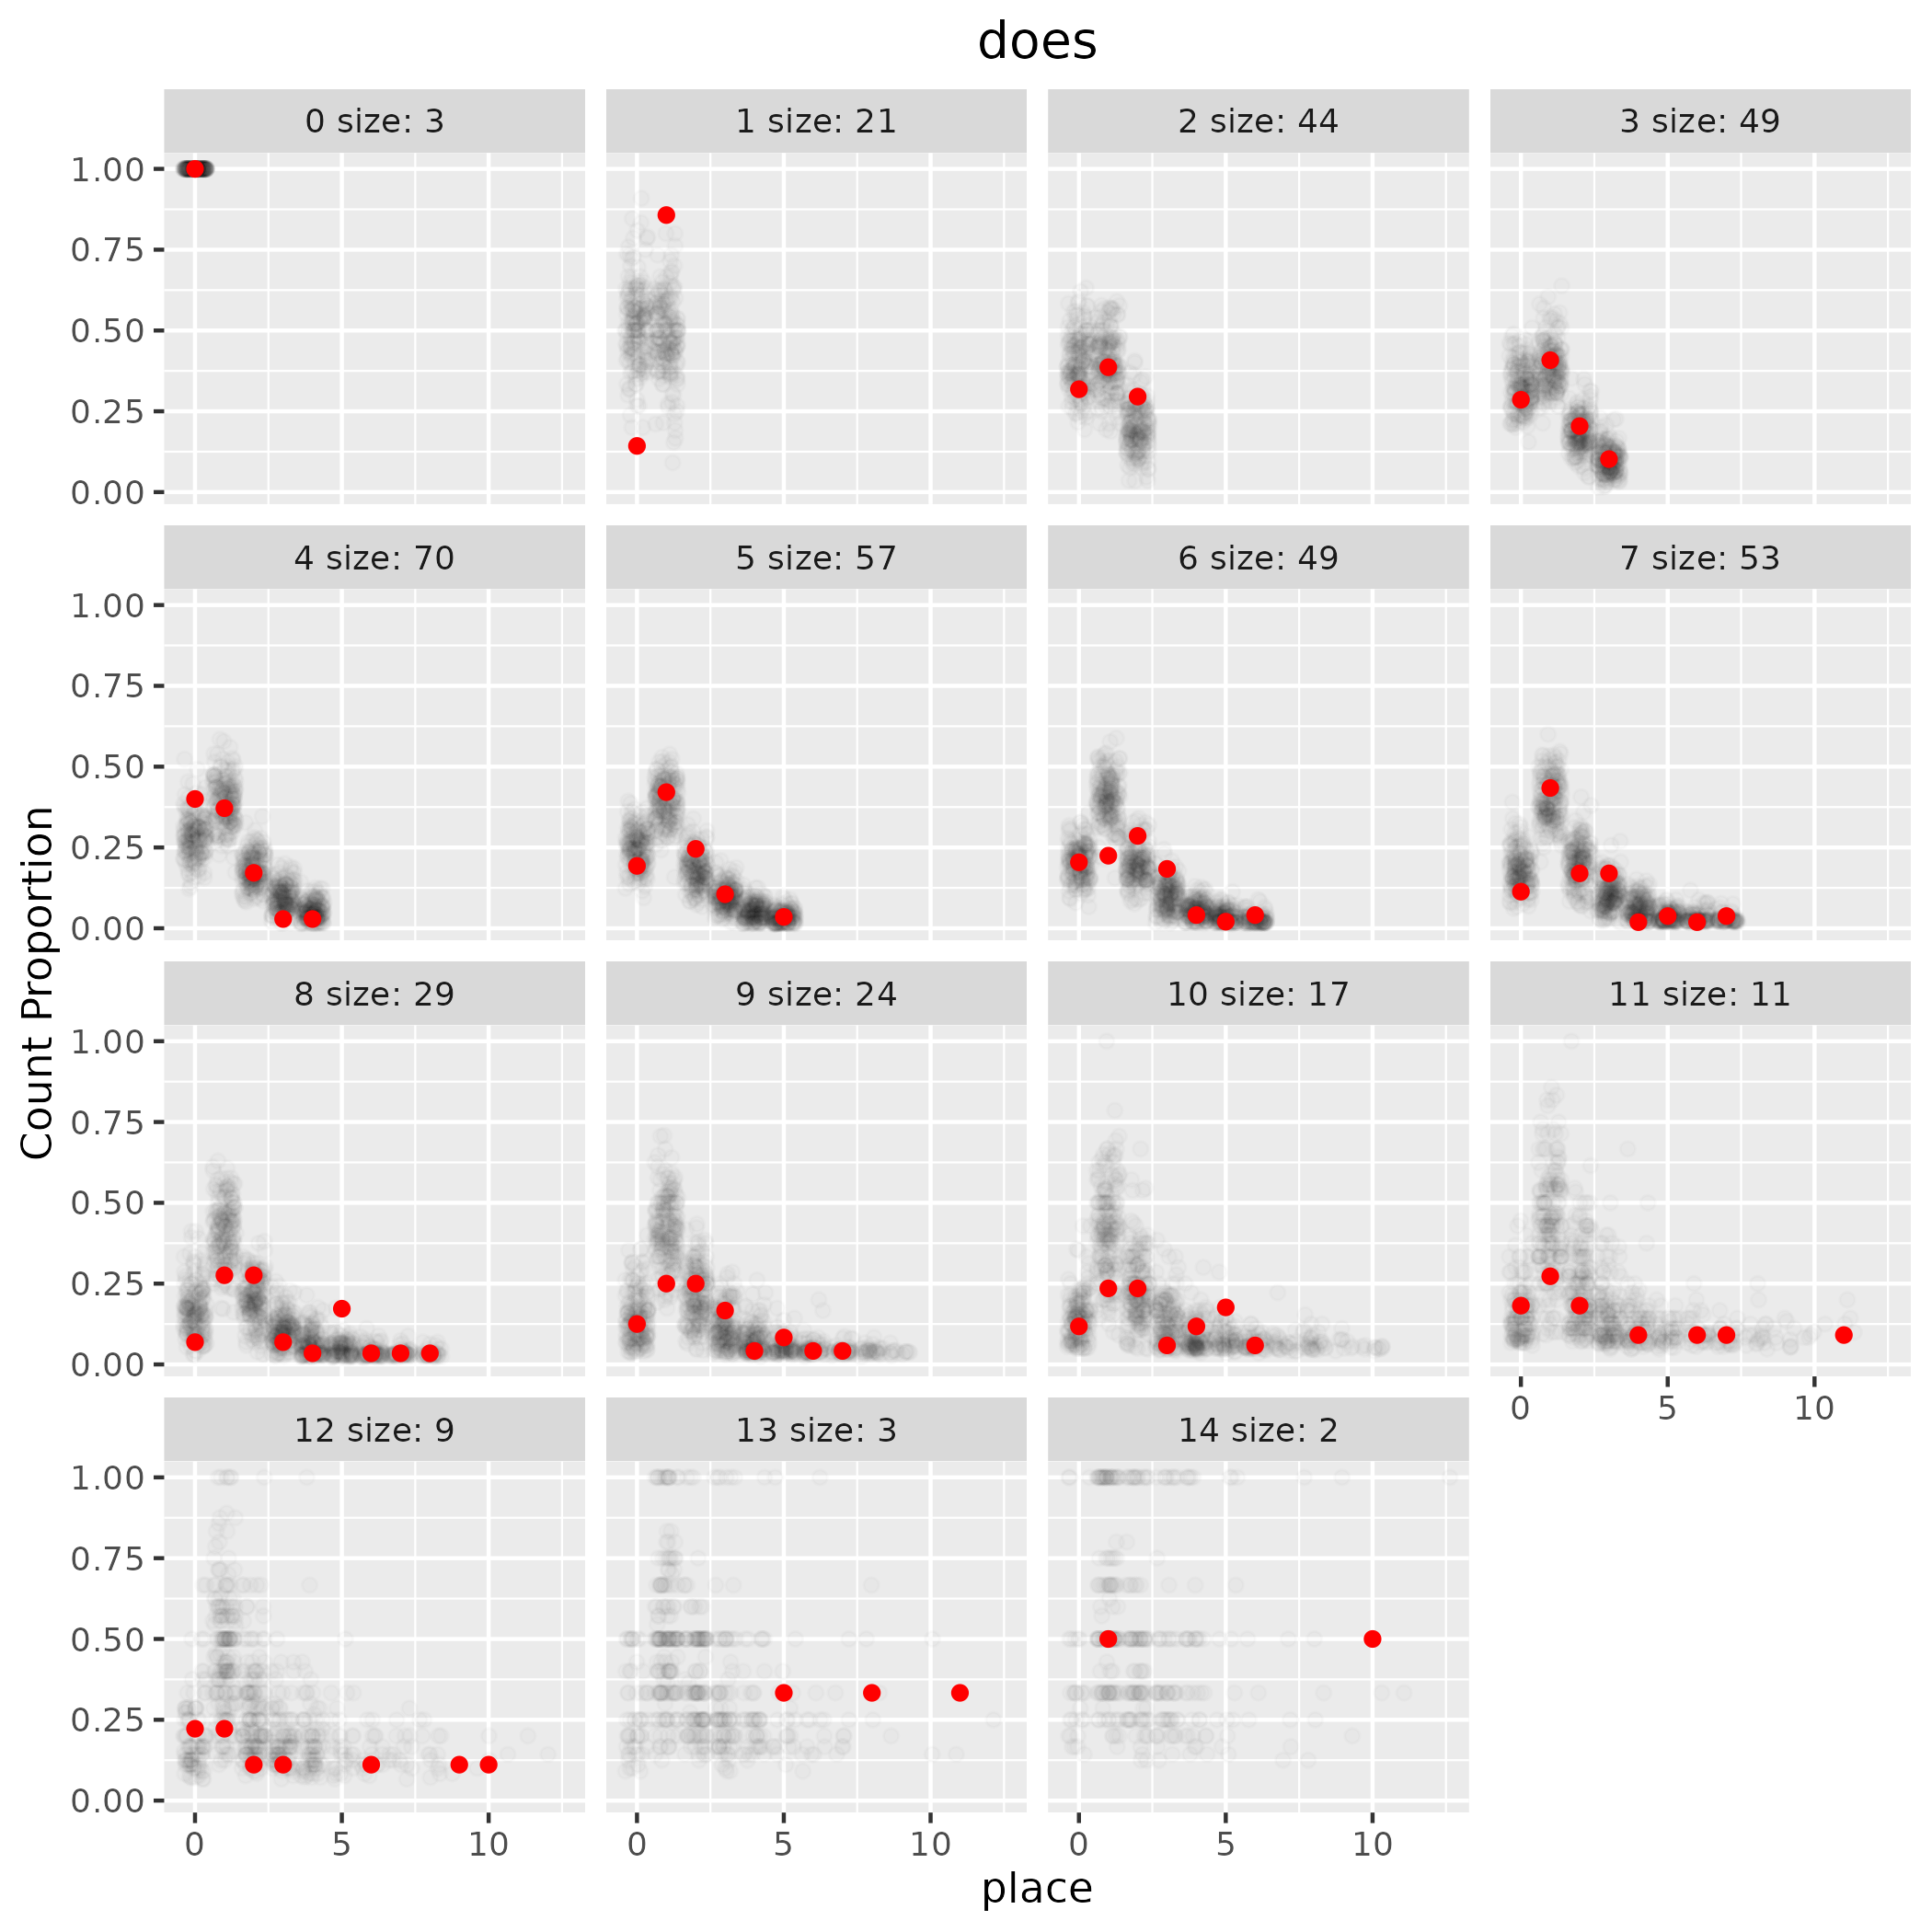 does
0 size: 3
1 size: 21
2 size: 44
3 size: 49
1.00
0.75
0.50
0.25
0.00
4 size: 70
5 size: 57
6 size: 49
7 size: 53
1.00
0.75
0.50
0.25
0.00
Count Proportion
8 size: 29
9 size: 24
10 size: 17
11 size: 11
1.00
0.75
0.50
0.25
0.00
0 5 10
12 size: 9
13 size: 3
14 size: 2
1.00
0.75
0.50
0.25
0.00
0 5 10
0 5 10
0 5 10
place